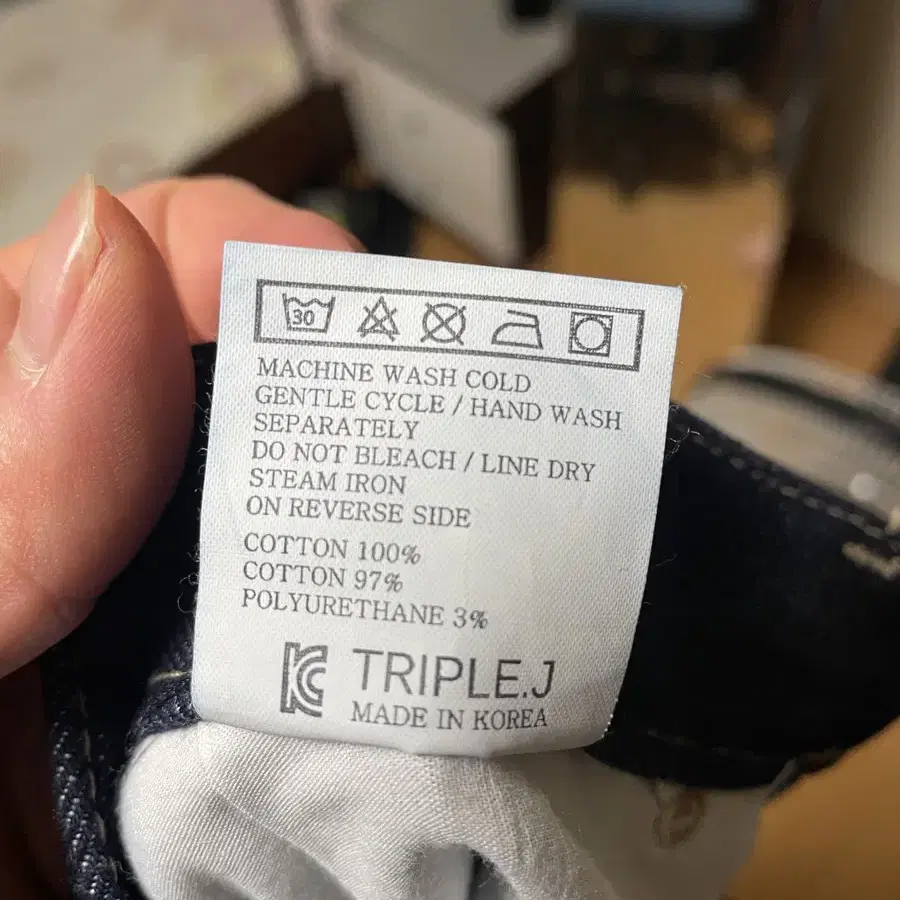 30
MACHINE WASH COLD
GENTLE CYCLE / HAND WASH
SEPARATELY
DO NOT BLEACH / LINE DRY
STEAM IRON
ON REVERSE SIDE
COTTON 100%
COTTON 97%
POLYURETHANE 3%
KC TRIPLE.J
MADE IN KOREA